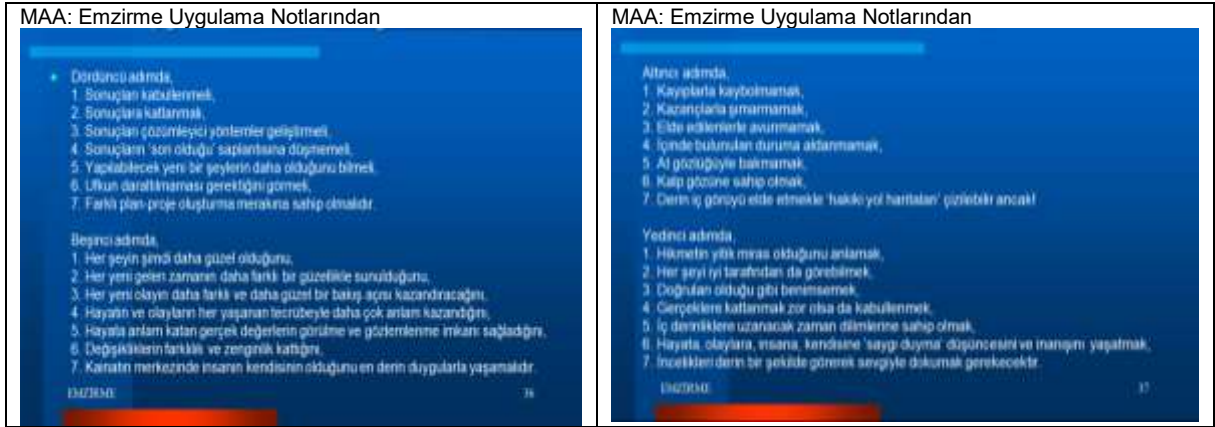 MAA: Emzirme Uygulama Notlarından
Dördüncü adımda,
1. Sonuçları kabullenmeli,
2. Sonuçlara katlanmalı,
3. Sonuçları çözümleyici yöntemler geliştirmeli,
4. Sonuçların 'son olduğu' saplantısına düşmemeli,
5. Yapılabilecek yeni bir şeylerin daha olduğunu bilmeli,
6. Ufkun daraltılmaması gerektiğini görmeli,
7. Farklı plan-proje oluşturma merakına sahip olmalıdır.
Beşinci adımda,
1. Her şeyin şimdi daha güzel olduğunu,
2. Her yeni gelen zamanın daha farklı bir güzellikle sunulduğunu,
3. Her yeni olayın daha farklı ve daha güzel bir bakış açısı kazandıracağını,
4. Hayatın ve olayların her yaşanan tecrübeyle daha çok anlam kazandığını,
5. Hayata anlam katan gerçek değerlerin görülme ve gözlemlenme imkanı sağladığını,
6. Değişikliklerin farklılık ve zenginlik kattığını,
7. Kainatın merkezinde insanın kendisinin olduğunu en derin duygularla yaşamalıdır.
EMZİRME 36
MAA: Emzirme Uygulama Notlarından
Altıncı adımda,
1. Kayıplarla kaybolmamak,
2. Kazançlarla şımarmamak,
3. Elde edilenlerle avunmamak,
4. İçinde bulunulan duruma aldanmamak,
5. At gözlüğüyle bakmamak,
6. Kalp gözüne sahip olmak,
7. Derin iç görüyü elde etmekle 'hakiki yol haritaları' çizilebilir ancak!
Yedinci adımda,
1. Hikmetin yitik miras olduğunu anlamak,
2. Her şeyi iyi tarafından da görebilmek,
3. Doğruları olduğu gibi benimsemek,
4. Gerçeklere katlanmak zor olsa da kabullenmek,
5. İç derinliklere uzanacak zaman dilimlerine sahip olmak,
6. Hayata, olaylara, insana, kendisine 'saygı duyma' düşüncesini ve inanışını yaşatmak,
7. İncelikleri derin bir şekilde görerek sevgiyle dokumak gerekecektir.
EMZİRME 37